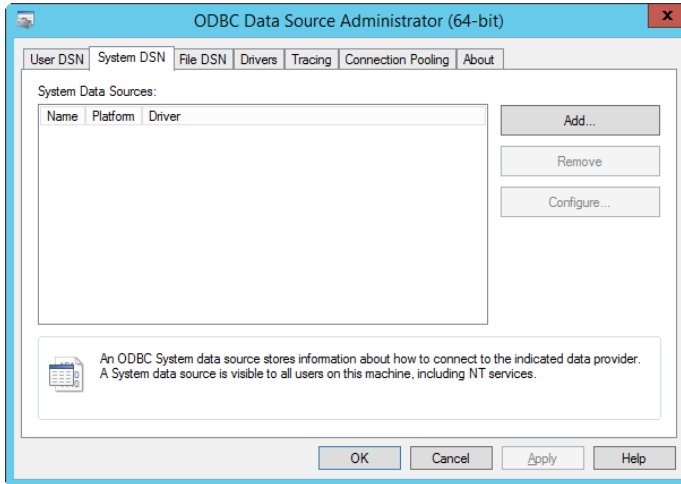 ODBC Data Source Administrator (64-bit)
x
User DSN System DSN File DSN Drivers Tracing Connection Pooling About
System Data Sources:
Name Platform Driver
Add...
Remove
Configure...
An ODBC System data source stores information about how to connect to the indicated data provider.
A System data source is visible to all users on this machine, including NT services.
OK Cancel Apply Help